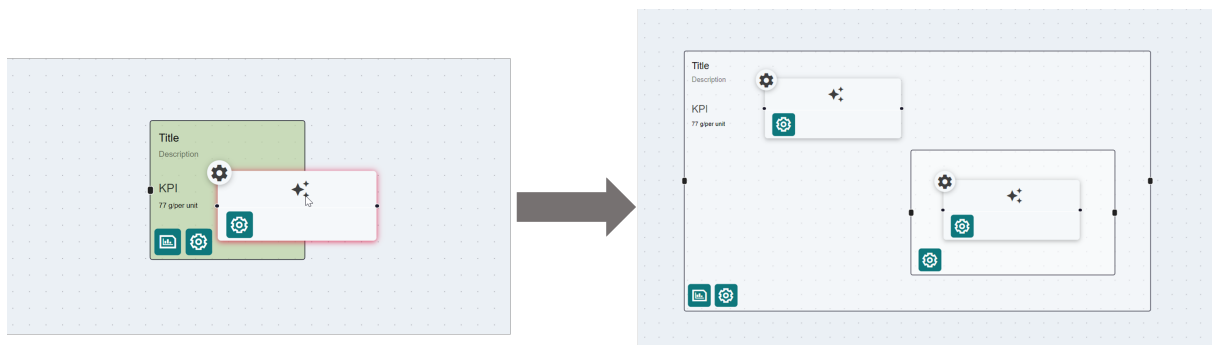 Title
Description
KPI
77 g/per unit
Title
Description
KPI
77 g/per unit